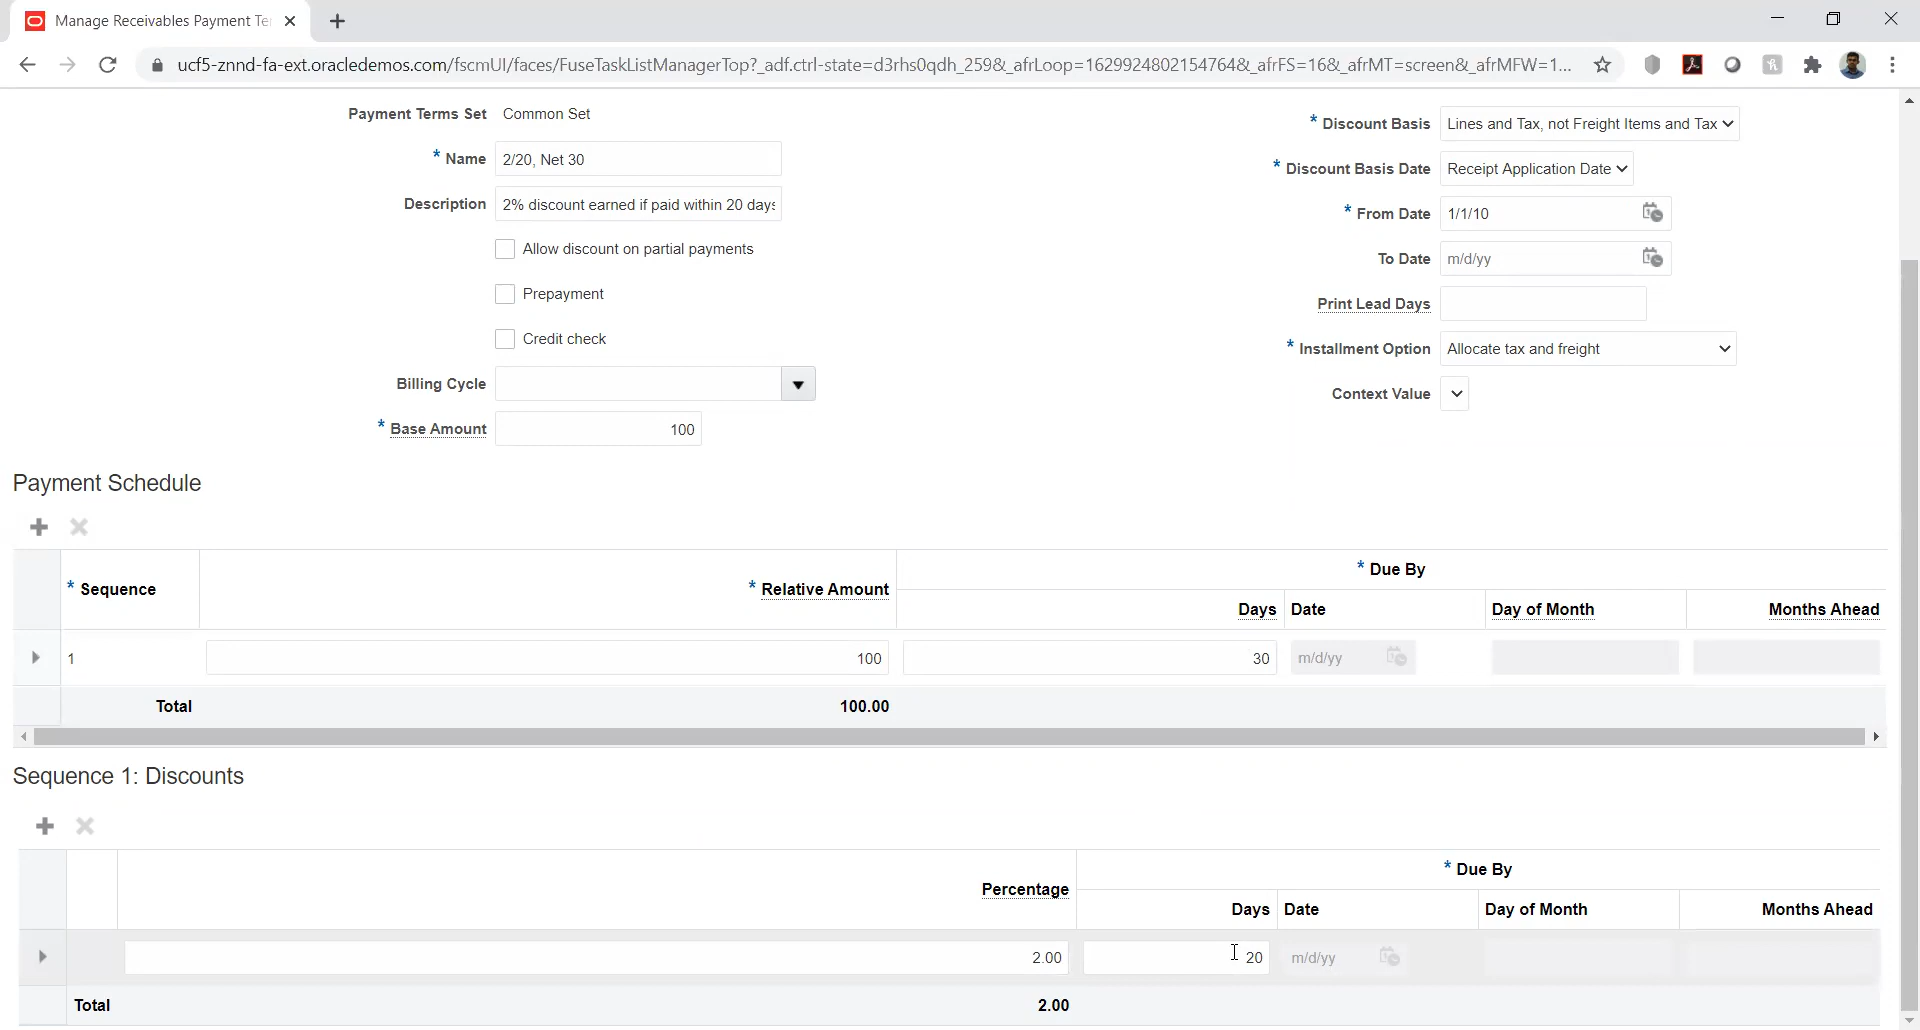 Manage Receivables Payment Te
ucf5-znnd-fa-ext.oracledemos.com/fscmUI/faces/FuseTaskListManagerTop?_adf.ctrl-state=d3rhs0qdh_259&_afrLoop=1629924802154764&_afrFS=16&_afrMT=screen&_afrMFW=1...
Payment Terms Set Common Set
* Name 2/20, Net 30
Description 2% discount earned if paid within 20 days
Allow discount on partial payments
Prepayment
Credit check
Billing Cycle
* Base Amount 100
* Discount Basis Lines and Tax, not Freight Items and Tax
* Discount Basis Date Receipt Application Date
* From Date 1/1/10
To Date m/d/yy
Print Lead Days
* Installment Option Allocate tax and freight
Context Value
Payment Schedule
* Sequence * Relative Amount * Due By
Days Date Day of Month Months Ahead
1 100 30 m/d/yy
Total 100.00
Sequence 1: Discounts
Percentage * Due By
Days Date Day of Month Months Ahead
2.00 20 m/d/yy
Total 2.00